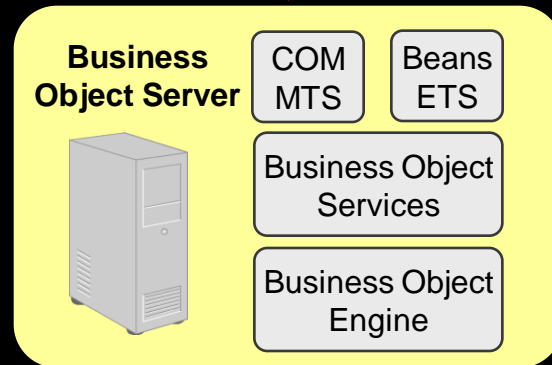 Business
Object Server
COM
MTS
Beans
ETS
Business Object
Services
Business Object
Engine